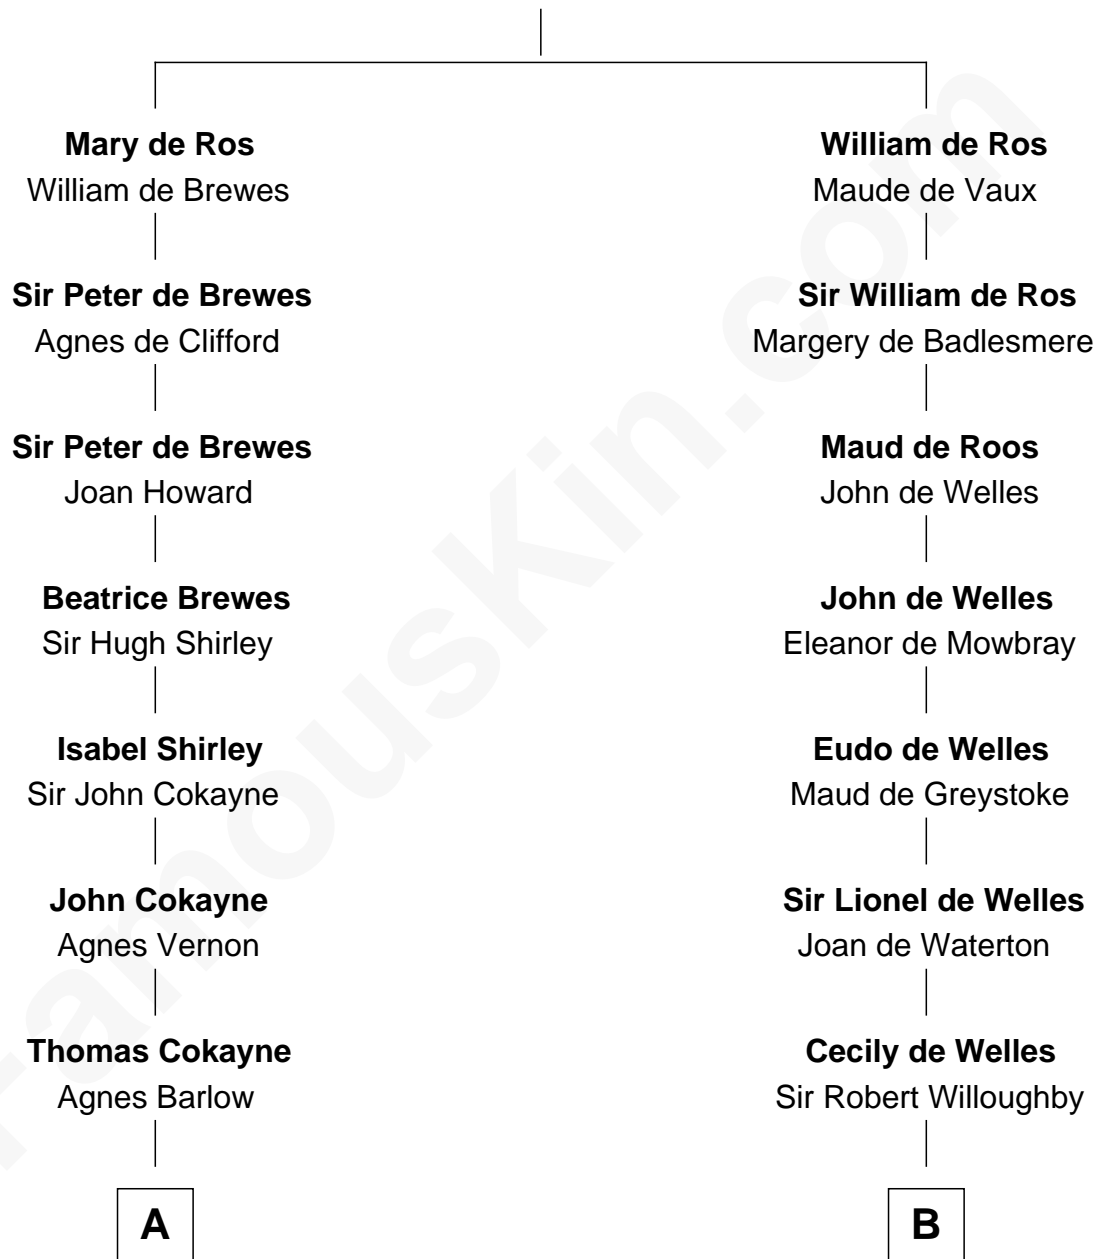 Mary de Ros
William de Brewes
Sir Peter de Brewes
Agnes de Clifford
Sir Peter de Brewes
Joan Howard
Beatrice Brewes
Sir Hugh Shirley
Isabel Shirley
Sir John Cokayne
John Cokayne
Agnes Vernon
Thomas Cokayne
Agnes Barlow
A
William de Ros
Maude de Vaux
Sir William de Ros
Margery de Badlesmere
Maud de Roos
John de Welles
John de Welles
Eleanor de Mowbray
Eudo de Welles
Maud de Greystoke
Sir Lionel de Welles
Joan de Waterton
Cecily de Welles
Sir Robert Willoughby
B
FamousKin.com